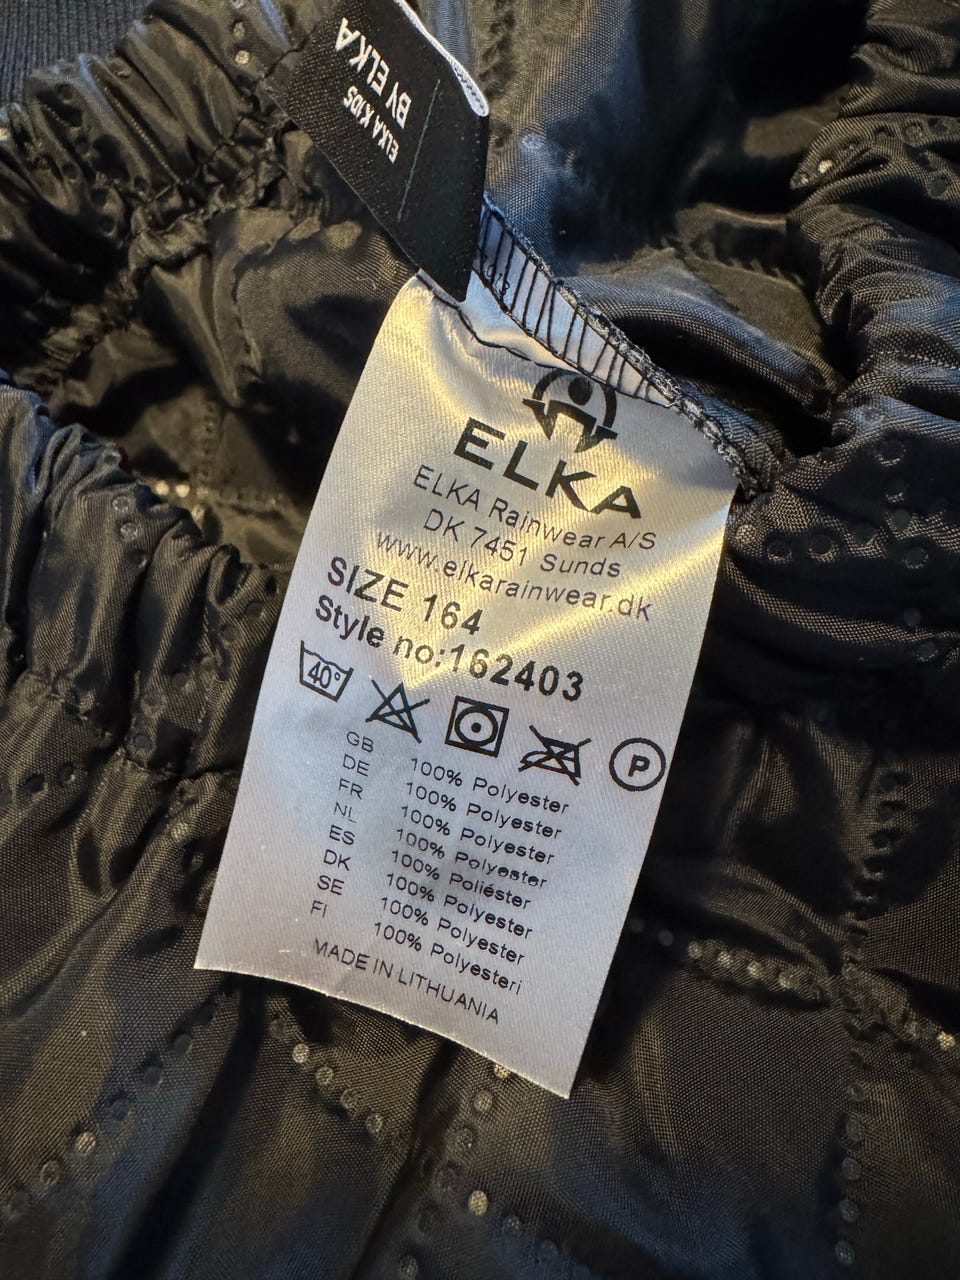 ELKA KIDS
BY ELKA
ELKA
ELKA Rainwear A/S
DK 7451 Sunds
www.elkarainwear.dk
SIZE 164
Style no:162403
40°
P
GB 100% Polyester
DE 100% Polyester
FR 100% Polyester
NL 100% Polyester
ES 100% Poliéster
DK 100% Polyester
SE 100% Polyester
FI 100% Polyesteri
MADE IN LITHUANIA